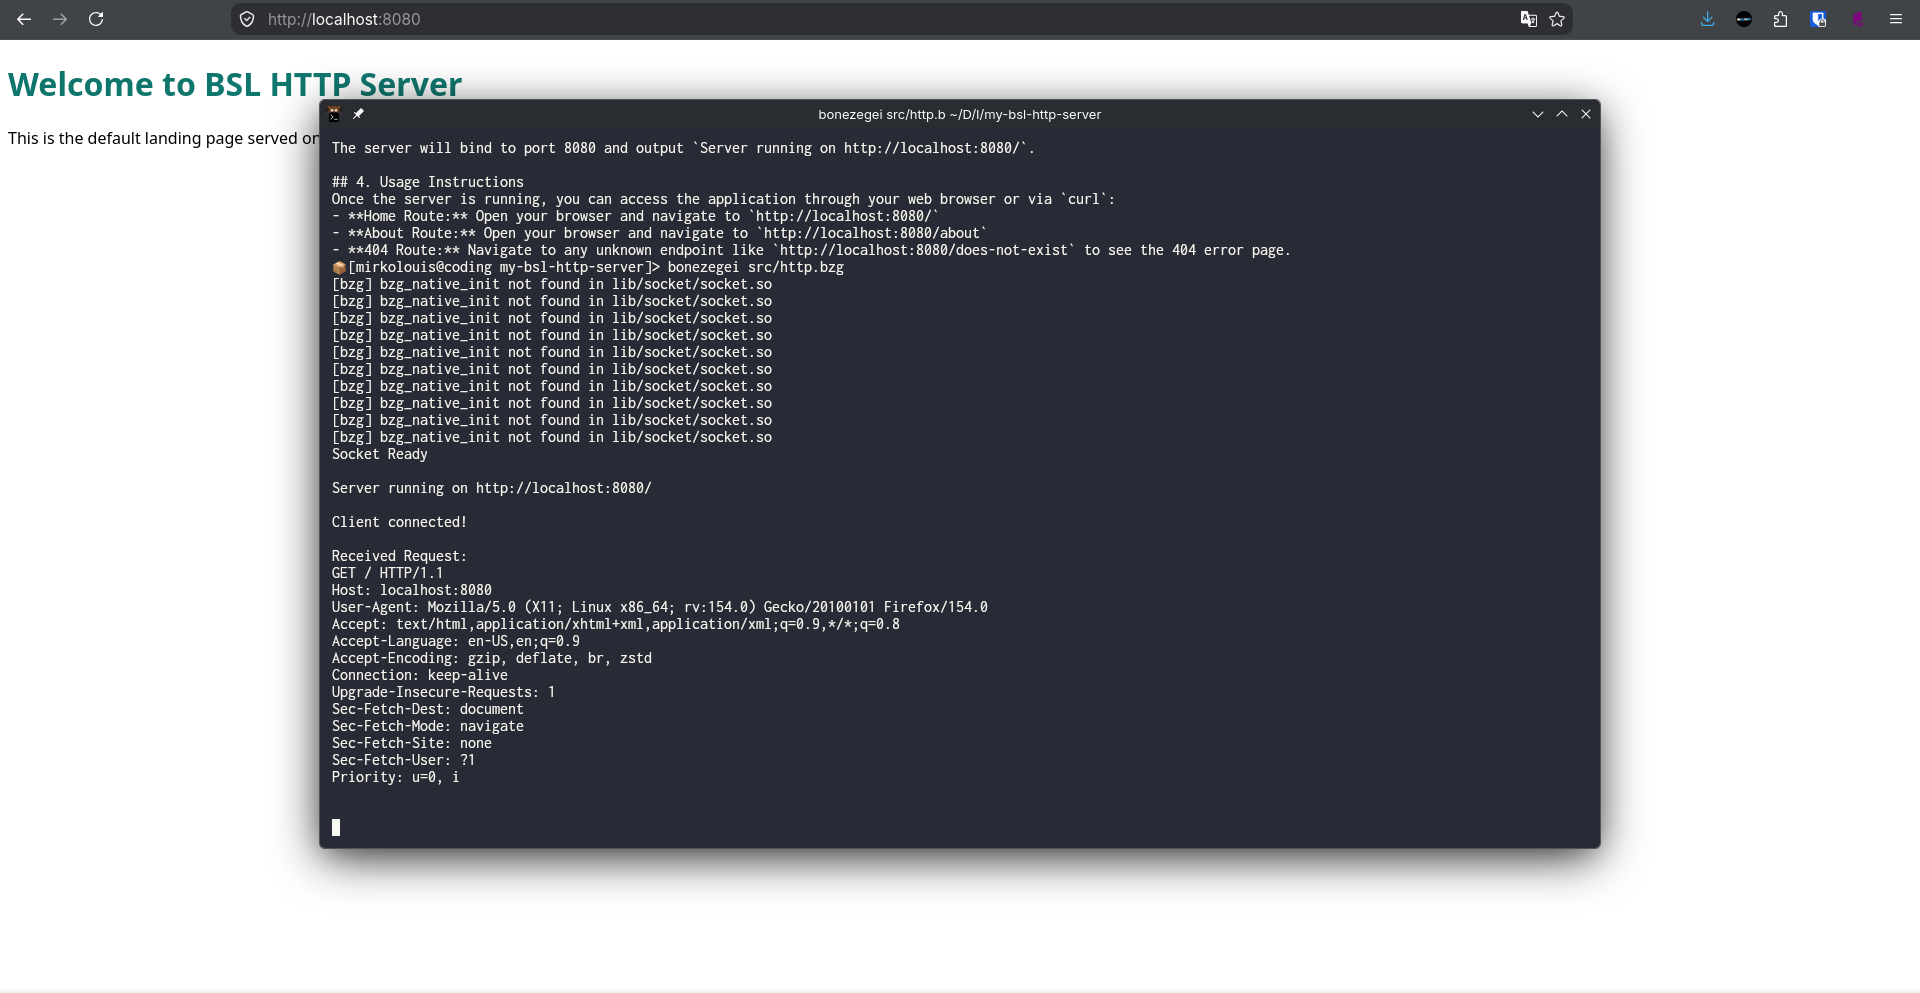 http://localhost:8080
Welcome to BSL HTTP Server
This is the default landing page served on
bonezegei src/http.b ~/D/I/my-bsl-http-server
The server will bind to port 8080 and output `Server running on http://localhost:8080/`.
## 4. Usage Instructions
Once the server is running, you can access the application through your web browser or via `curl`:
- **Home Route:** Open your browser and navigate to `http://localhost:8080/`
- **About Route:** Open your browser and navigate to `http://localhost:8080/about`
- **404 Route:** Navigate to any unknown endpoint like `http://localhost:8080/does-not-exist` to see the 404 error page.
📦[mirkolouis@coding my-bsl-http-server]> bonezegei src/http.bzg
[bzg] bzg_native_init not found in lib/socket/socket.so
[bzg] bzg_native_init not found in lib/socket/socket.so
[bzg] bzg_native_init not found in lib/socket/socket.so
[bzg] bzg_native_init not found in lib/socket/socket.so
[bzg] bzg_native_init not found in lib/socket/socket.so
[bzg] bzg_native_init not found in lib/socket/socket.so
[bzg] bzg_native_init not found in lib/socket/socket.so
[bzg] bzg_native_init not found in lib/socket/socket.so
[bzg] bzg_native_init not found in lib/socket/socket.so
[bzg] bzg_native_init not found in lib/socket/socket.so
Socket Ready
Server running on http://localhost:8080/
Client connected!
Received Request:
GET / HTTP/1.1
Host: localhost:8080
User-Agent: Mozilla/5.0 (X11; Linux x86_64; rv:154.0) Gecko/20100101 Firefox/154.0
Accept: text/html,application/xhtml+xml,application/xml;q=0.9,*/*;q=0.8
Accept-Language: en-US,en;q=0.9
Accept-Encoding: gzip, deflate, br, zstd
Connection: keep-alive
Upgrade-Insecure-Requests: 1
Sec-Fetch-Dest: document
Sec-Fetch-Mode: navigate
Sec-Fetch-Site: none
Sec-Fetch-User: ?1
Priority: u=0, i